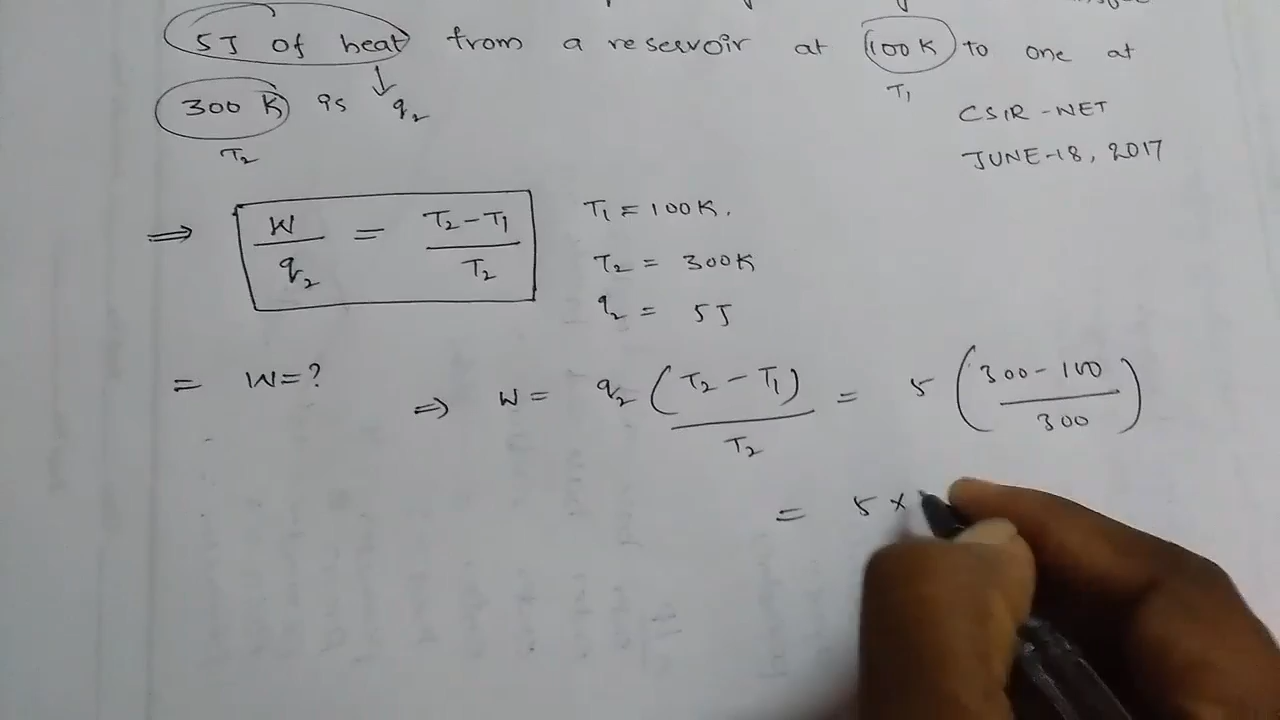 5J of heat from a reservoir at 100K to one at
300 K is q₂
T₁
T₂
CSIR-NET
JUNE-18, 2017
⇒ W/q₂ = T₂-T₁/T₂
T₁ = 100K.
T₂ = 300K
q₂ = 5J
= W=?
⇒ W = q₂ (T₂-T₁)/T₂ = 5 (300-100/300)
= 5 ×